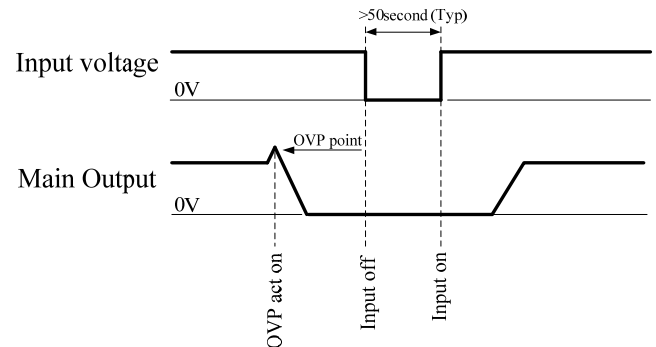 >50second(Typ)
Input voltage
0V
OVP point
Main Output
0V
OVP act on
Input off
Input on